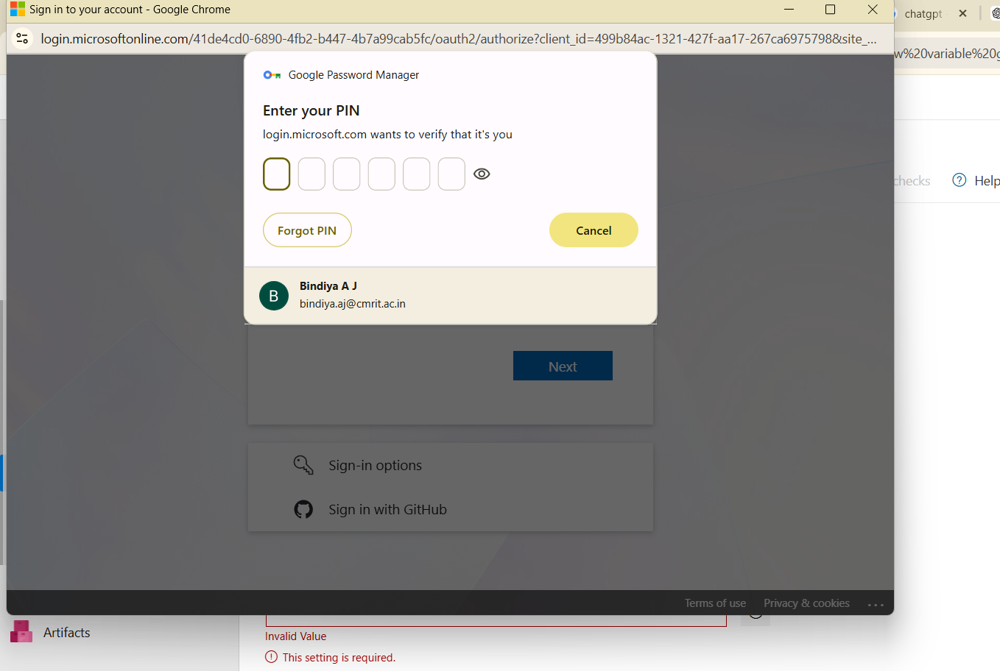 Sign in to your account - Google Chrome
chatgpt
login.microsoftonline.com/41de4cd0-6890-4fb2-b447-4b7a99cab5fc/oauth2/authorize?client_id=499b84ac-1321-427f-aa17-267ca6975798&site_...
w%20variable%20g
Google Password Manager
Enter your PIN
login.microsoft.com wants to verify that it's you
checks
Help
Forgot PIN
Cancel
B
Bindiya A J
bindiya.aj@cmrit.ac.in
Next
Sign-in options
Sign in with GitHub
Terms of use
Privacy & cookies
...
Artifacts
Invalid Value
This setting is required.